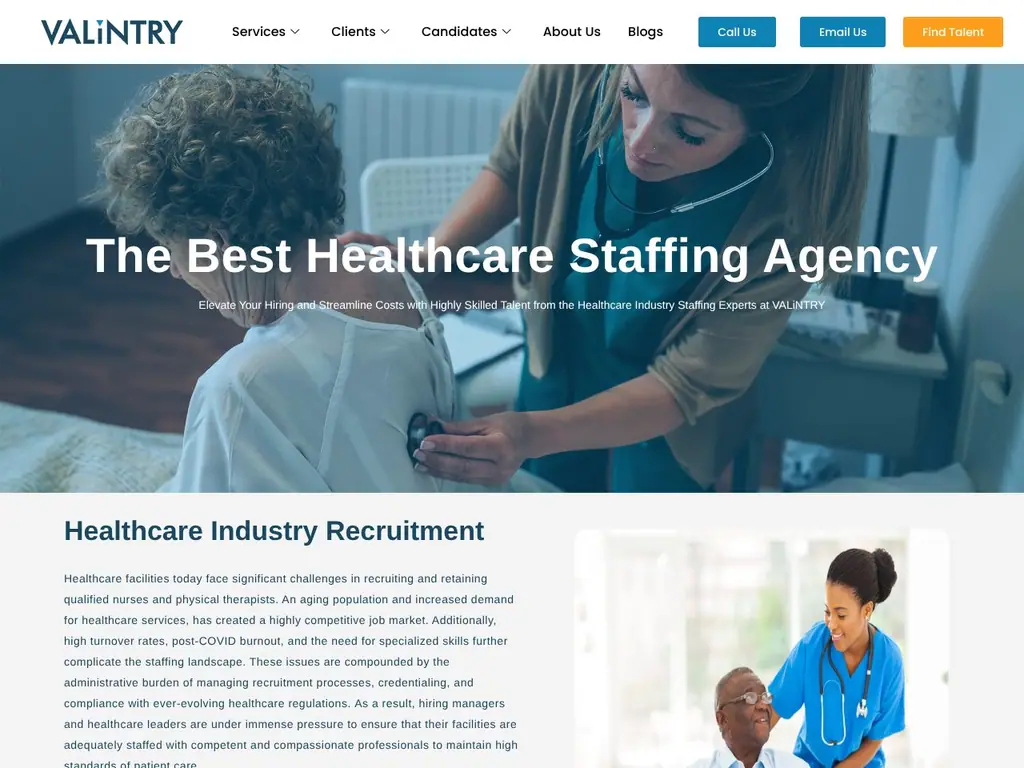 VALiNTRY
Services
Clients
Candidates
About Us
Blogs
Call Us
Email Us
Find Talent
The Best Healthcare Staffing Agency
Elevate Your Hiring and Streamline Costs with Highly Skilled Talent from the Healthcare Industry Staffing Experts at VALiNTRY
Healthcare Industry Recruitment
Healthcare facilities today face significant challenges in recruiting and retaining
qualified nurses and physical therapists. An aging population and increased demand
for healthcare services, has created a highly competitive job market. Additionally,
high turnover rates, post-COVID burnout, and the need for specialized skills further
complicate the staffing landscape. These issues are compounded by the
administrative burden of managing recruitment processes, credentialing, and
compliance with ever-evolving healthcare regulations. As a result, hiring managers
and healthcare leaders are under immense pressure to ensure that their facilities are
adequately staffed with competent and compassionate professionals to maintain high
standards of patient care.